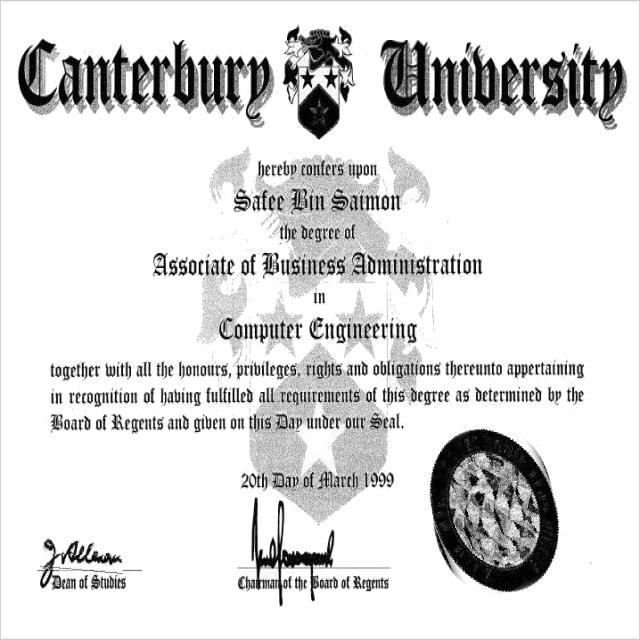 Canterbury University
hereby confers upon
Safee Bin Saimon
the degree of
Associate of Business Administration
in
Computer Engineering
together with all the honours, privileges, rights and obligations thereunto appertaining
in recognition of having fulfilled all requirements of this degree as determined by the
Board of Regents and given on this Day under our Seal.
20th Day of March 1999
Dean of Studies
Chairman of the Board of Regents